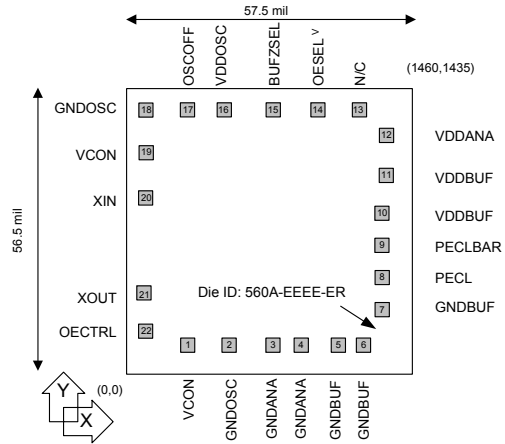 57.5 mil
OSCOFF
VDDOSC
BUFZSEL
OESEL V
N/C
(1460,1435)
18
17
16
15
14
13
GNDOSC
12
VDDANA
19
VCON
11
VDDBUF
20
XIN
10
VDDBUF
9
PECLBAR
56.5 mil
8
PECL
21
XOUT
Die ID: 560A-EEEE-ER
7
GNDBUF
22
OECTRL
1
2
3
4
5
6
Y
X
(0,0)
VCON
GNDOSC
GNDANA
GNDANA
GNDBUF
GNDBUF